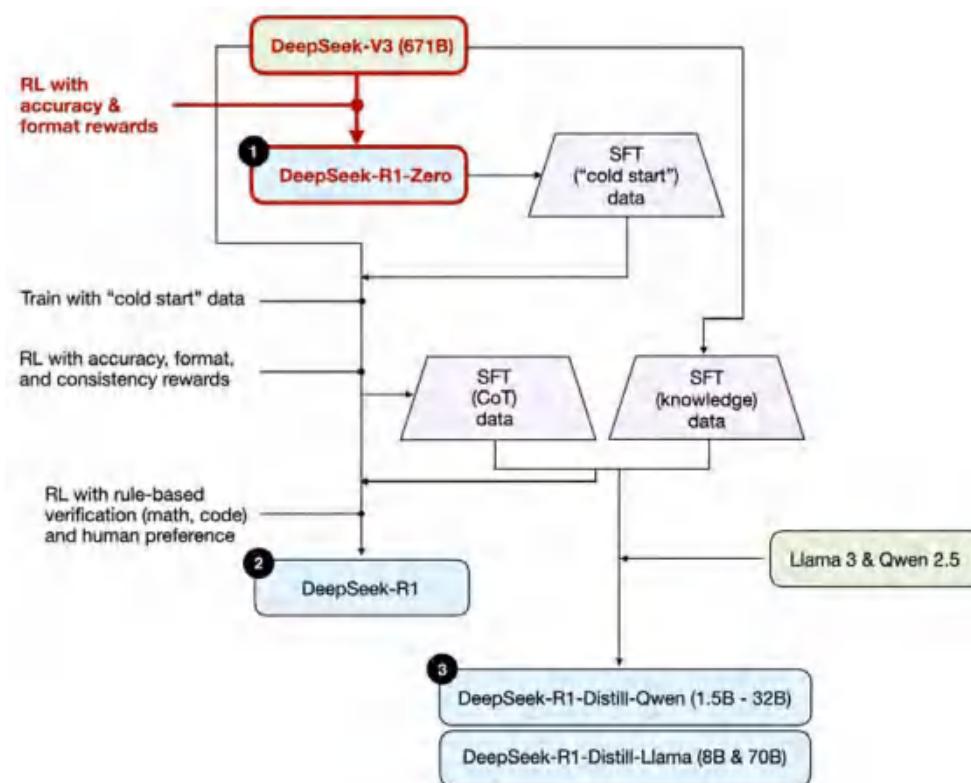 DeepSeek-V3 (671B)
RL with
accuracy &
format rewards
1
DeepSeek-R1-Zero
SFT
("cold start")
data
Train with "cold start" data
RL with accuracy, format,
and consistency rewards
SFT
(CoT)
data
SFT
(knowledge)
data
RL with rule-based
verification (math, code)
and human preference
Llama 3 & Qwen 2.5
2
DeepSeek-R1
3
DeepSeek-R1-Distill-Qwen (1.5B - 32B)
DeepSeek-R1-Distill-Llama (8B & 70B)